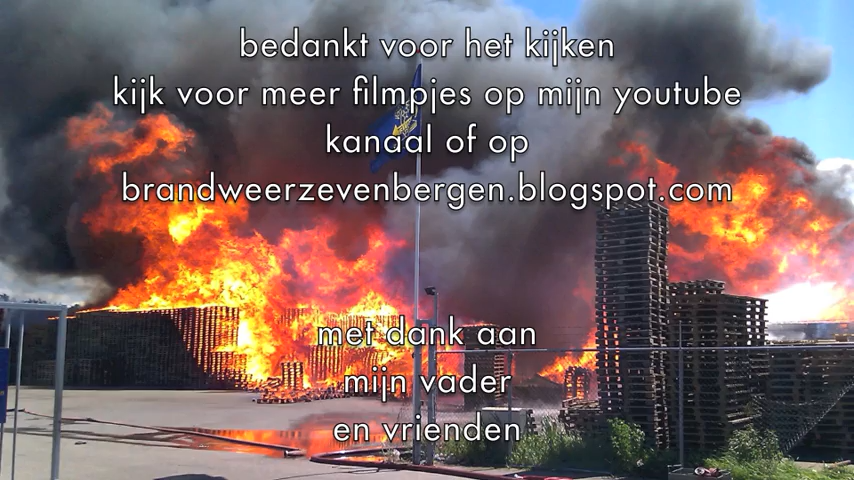 bedankt voor het kijken
kijk voor meer filmpjes op mijn youtube
kanaal of op
brandweerzevenbergen.blogspot.com
met dank aan
mijn vader
en vrienden